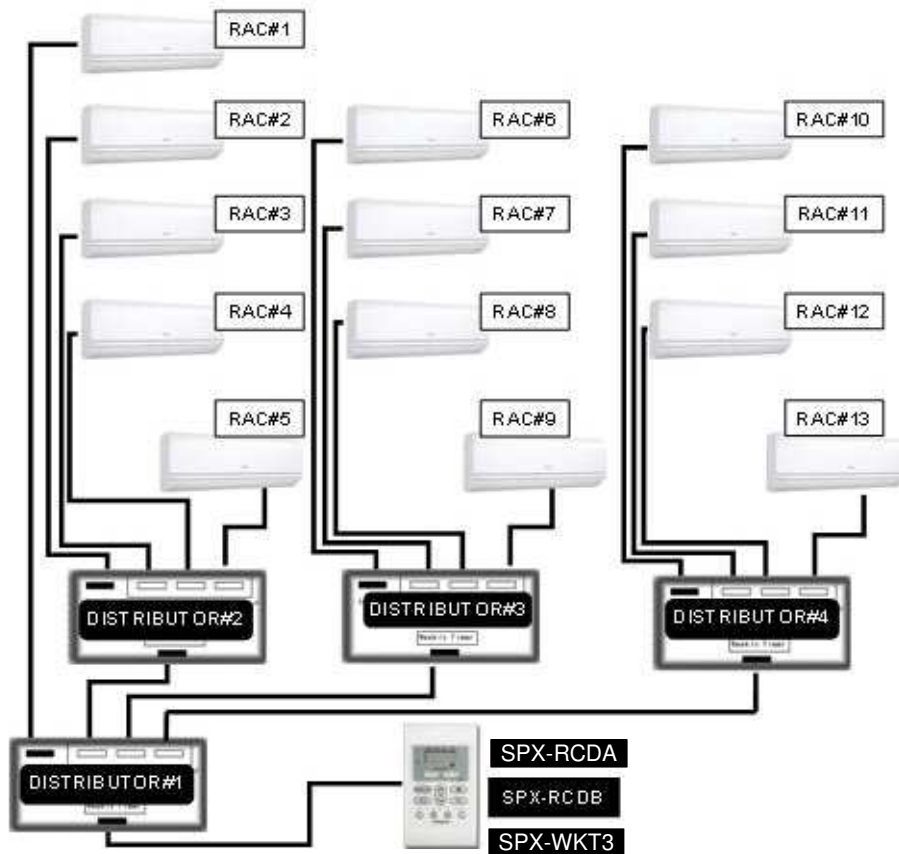 RAC#1
RAC#2
RAC#6
RAC#10
RAC#3
RAC#7
RAC#11
RAC#4
RAC#8
RAC#12
RAC#5
RAC#9
RAC#13
DISTRIBUTOR#2
DISTRIBUTOR#3
DISTRIBUTOR#4
Weekly Timer
DISTRIBUTOR#1
SPX-RCDA
SPX-RCDB
SPX-WKT3